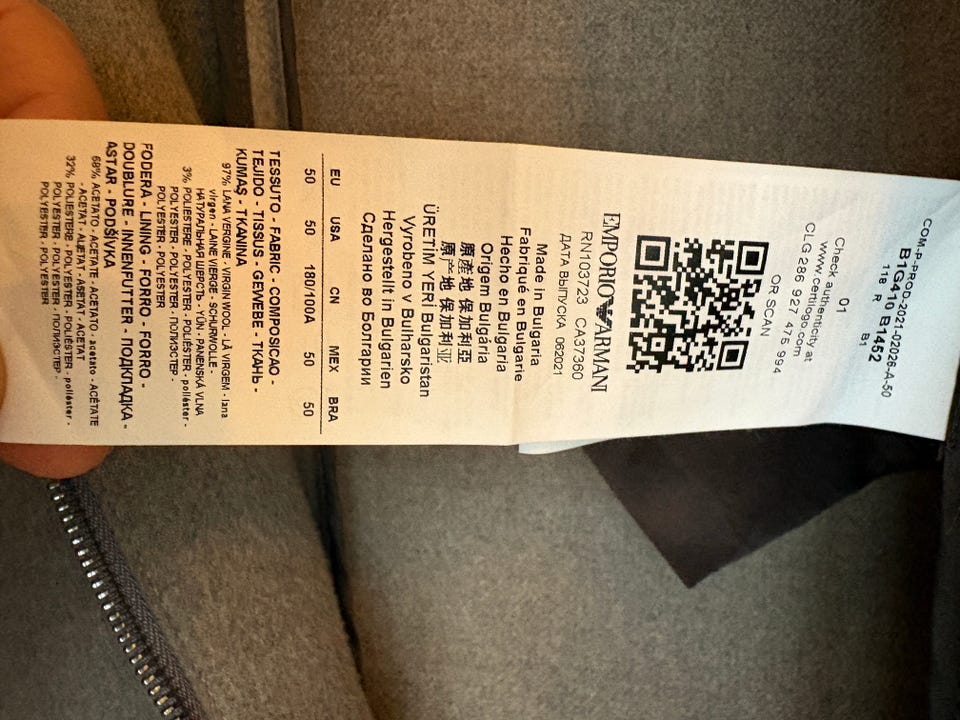 COM-P-PROD-2021-02026-A-50
B1G410 B1452
118 R B1
01
Check authenticity at
www.certilogo.com
CLG 286 927 475 994
OR SCAN
EMPORIO ARMANI
RN103723 CA37360
ДАТА ВЫПУСКА 062021
Made in Bulgaria
Fabriqué en Bulgarie
Hecho en Bulgaria
Origem Bulgária
原產地 保加利亞
原产地 保加利亚
ÜRETİM YERİ Bulgaristan
Vyrobeno v Bulharsko
Hergestellt in Bulgarien
Сделано во Болгарии
EU USA CN MEX BRA
50 50 180/100A 50 50
TESSUTO - FABRIC - COMPOSICAO -
TEJIDO - TISSUS - GEWEBE - ТКАНЬ -
KUMAŞ - TKANINA
97% LANA VERGINE - VIRGIN WOOL - LÃ VIRGEM - lana
virgen - LAINE VIERGE - SCHURWOLLE -
НАТУРАЛЬНАЯ ШЕРСТЬ - YÜN - PANENSKÁ VLNA
3% POLIESTERE - POLYESTER - POLIÉSTER - poliéster -
POLYESTER - POLYESTER - ПОЛИЭСТЕР -
POLYESTER - POLYESTER
FODERA - LINING - FORRO - FORRO -
DOUBLURE - INNENFUTTER - ПОДКЛАДКА -
ASTAR - PODŠÍVKA
68% ACETATO - ACETATE - ACETATO - acetato - ACÉTATE
- ACETAT - АЦЕТАТ - ASETAT - ACETAT
32% POLIESTERE - POLYESTER - POLIÉSTER - poliéster -
POLYESTER - POLYESTER - ПОЛИЭСТЕР -
POLYESTER - POLYESTER